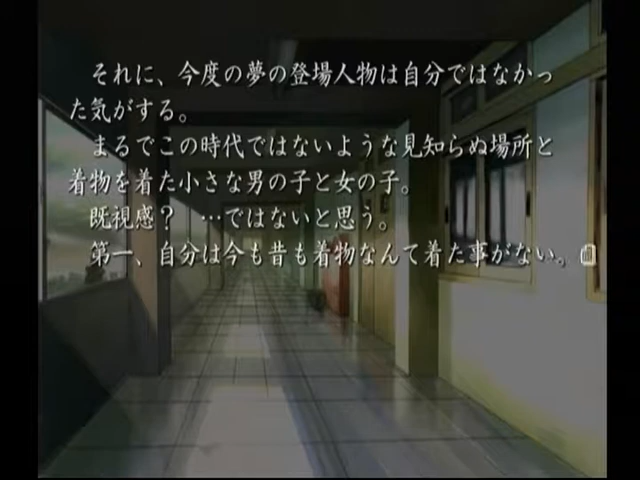 それに、今度の夢の登場人物は自分ではなかっ
た気がする。
まるでこの時代ではないような見知らぬ場所と
着物を着た小さな男の子と女の子。
既視感？　…ではないと思う。
第一、自分は今も昔も着物なんて着た事がない。